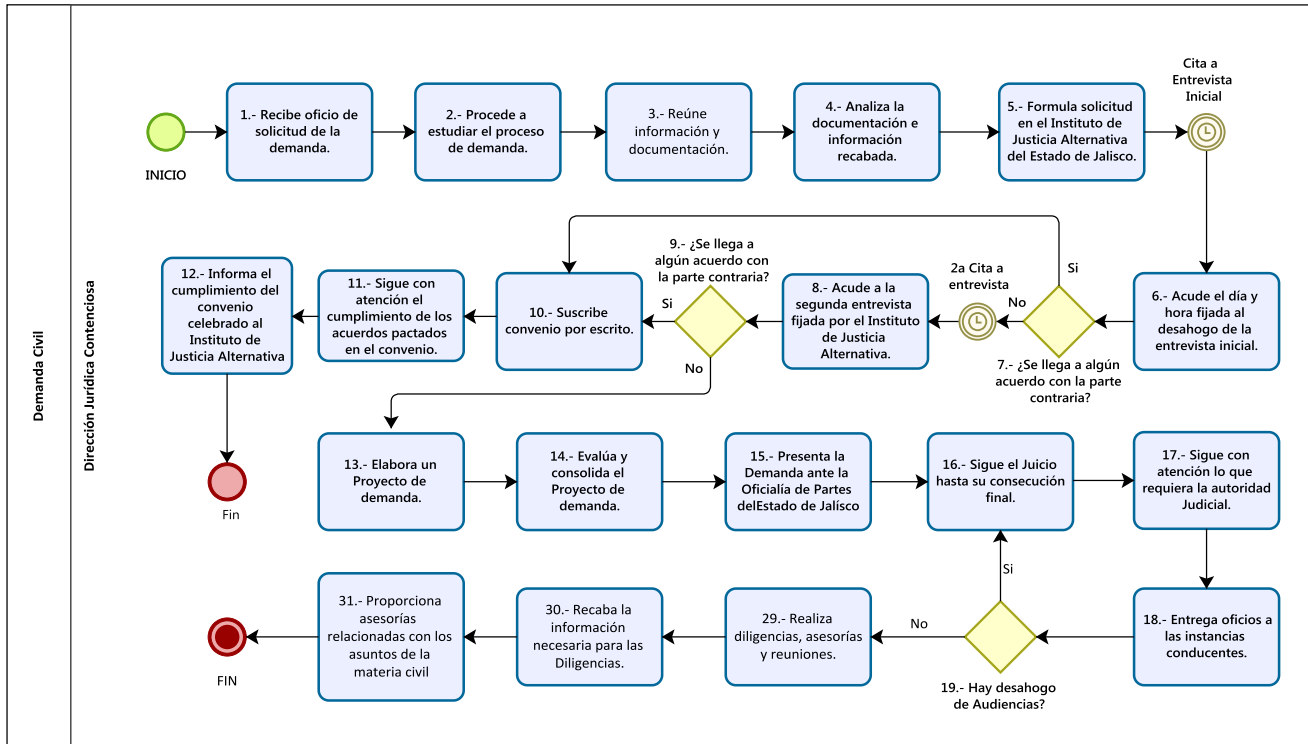 Demanda Civil
Dirección Jurídica Contenciosa
INICIO
1.- Recibe oficio de
solicitud de la
demanda.
2.- Procede a
estudiar el proceso
de demanda.
3.- Reúne
información y
documentación.
4.- Analiza la
documentación e
información
recabada.
5.- Formula solicitud
en el Instituto de
Justicia Alternativa
del Estado de Jalisco.
Cita a
Entrevista
Inicial
6.- Acude el día y
hora fijada al
desahogo de la
entrevista inicial.
Si
No
7.- ¿Se llega a algún
acuerdo con la parte
contraria?
2a Cita a
entrevista
8.- Acude a la
segunda entrevista
fijada por el Instituto
de Justicia
Alternativa.
9.- ¿Se llega a
algún acuerdo con
la parte contraria?
Si
No
10.- Suscribe
convenio por escrito.
11.- Sigue con
atención el
cumplimiento de los
acuerdos pactados
en el convenio.
12.- Informa el
cumplimiento del
convenio
celebrado al
Instituto de
Justicia Alternativa
Fin
13.- Elabora un
Proyecto de
demanda.
14.- Evalúa y
consolida el
Proyecto de
demanda.
15.- Presenta la
Demanda ante la
Oficialía de Partes
delEstado de Jalísco
16.- Sigue el Juicio
hasta su consecución
final.
17.- Sigue con
atención lo que
requiera la autoridad
Judicial.
18.- Entrega oficios a
las instancias
conducentes.
Si
No
19.- Hay desahogo
de Audiencias?
29.- Realiza
diligencias, asesorías
y reuniones.
30.- Recaba la
información
necesaria para las
Diligencias.
31.- Proporciona
asesorías
relacionadas con los
asuntos de la
materia civil
FIN